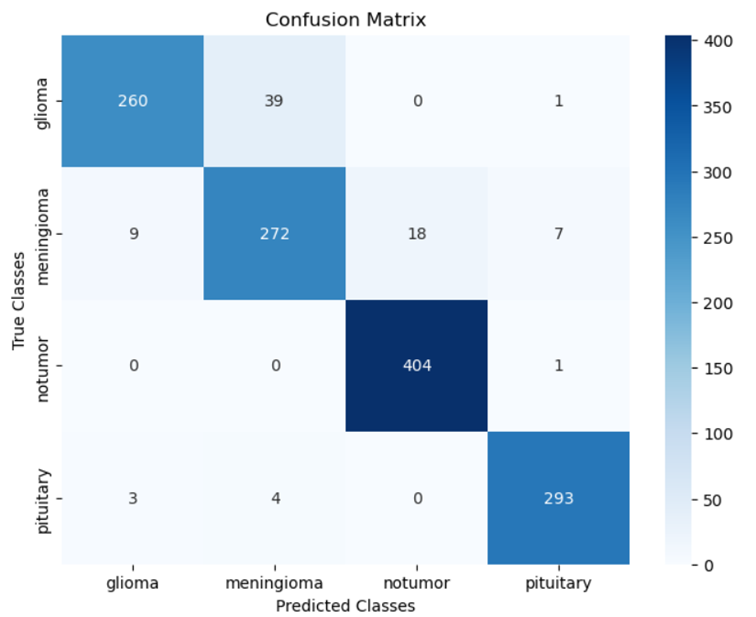 Confusion Matrix
glioma
260 39 0 1
meningioma
9 272 18 7
notumor
0 0 404 1
pituitary
3 4 0 293
glioma meningioma notumor pituitary
Predicted Classes
True Classes
400
350
300
250
200
150
100
50
0